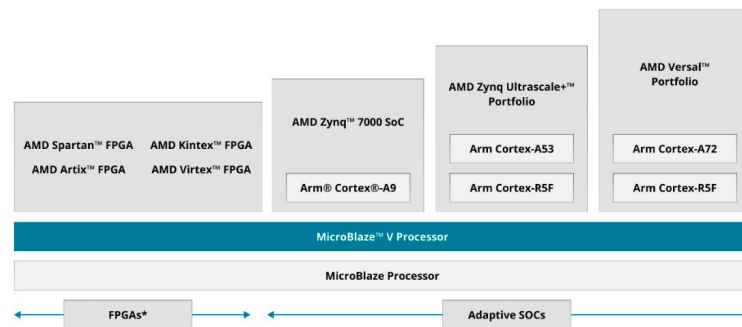 AMD Spartan™ FPGA
AMD Kintex™ FPGA
AMD Artix™ FPGA
AMD Virtex™ FPGA
AMD Zynq™ 7000 SoC
Arm® Cortex®-A9
AMD Zynq Ultrascale+™
Portfolio
Arm Cortex-A53
Arm Cortex-R5F
AMD Versal™
Portfolio
Arm Cortex-A72
Arm Cortex-R5F
MicroBlaze™ V Processor
MicroBlaze Processor
FPGAs*
Adaptive SOCs